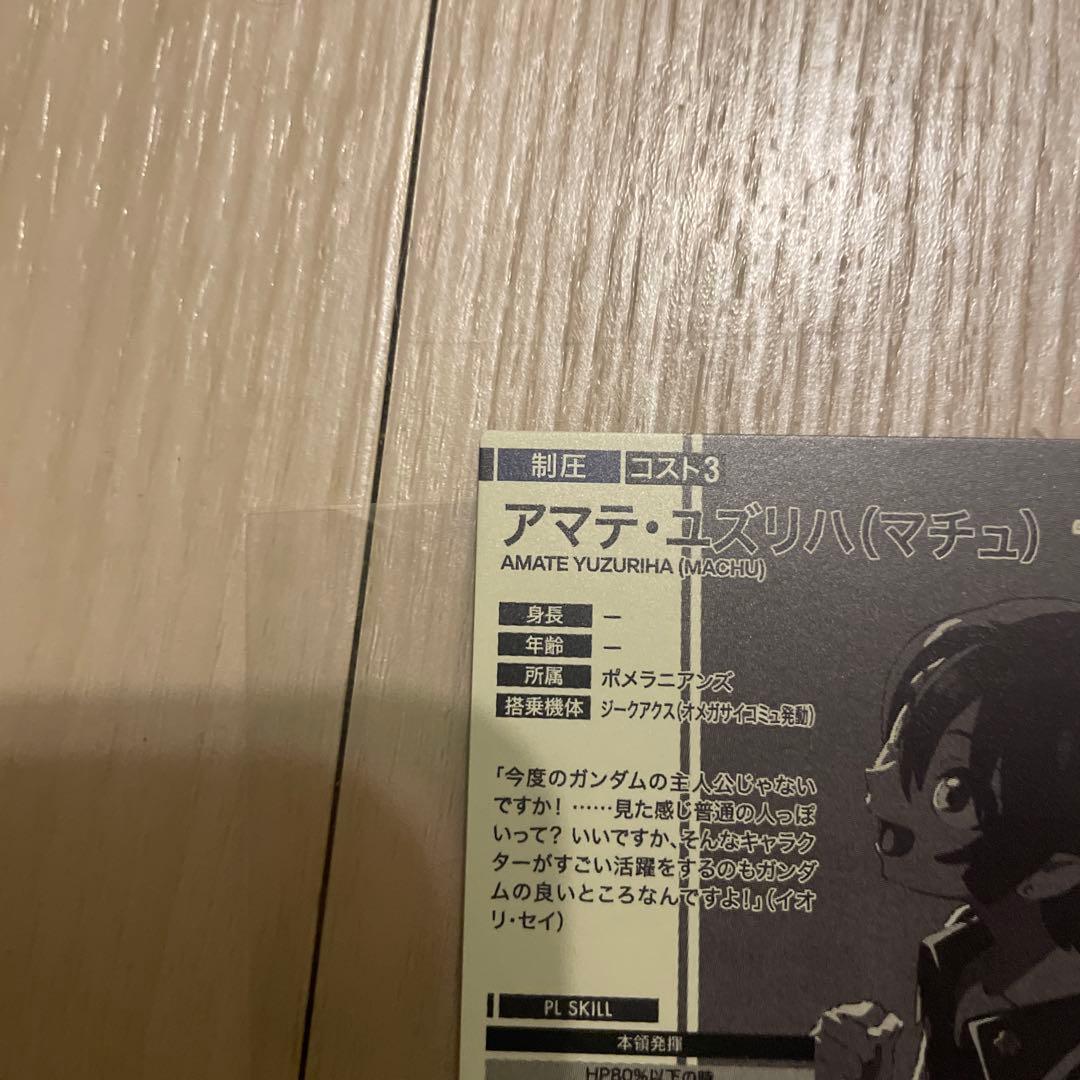 制圧 コスト3
アマテ・ユズリハ(マチュ)
AMATE YUZURIHA (MACHU)
身長 ―
年齢 ―
所属 ポメラニアンズ
搭乗機体 ジークアクス(オメガサイコミュ発動)
「今度のガンダムの主人公じゃない
ですか! ……見た感じ普通の人っぽ
いって? いいですか、そんなキャラク
ターがすごい活躍をするのもガンダ
ムの良いところなんですよ!」(イオ
リ・セイ)
PL SKILL
本領発揮
HP80%以下の時